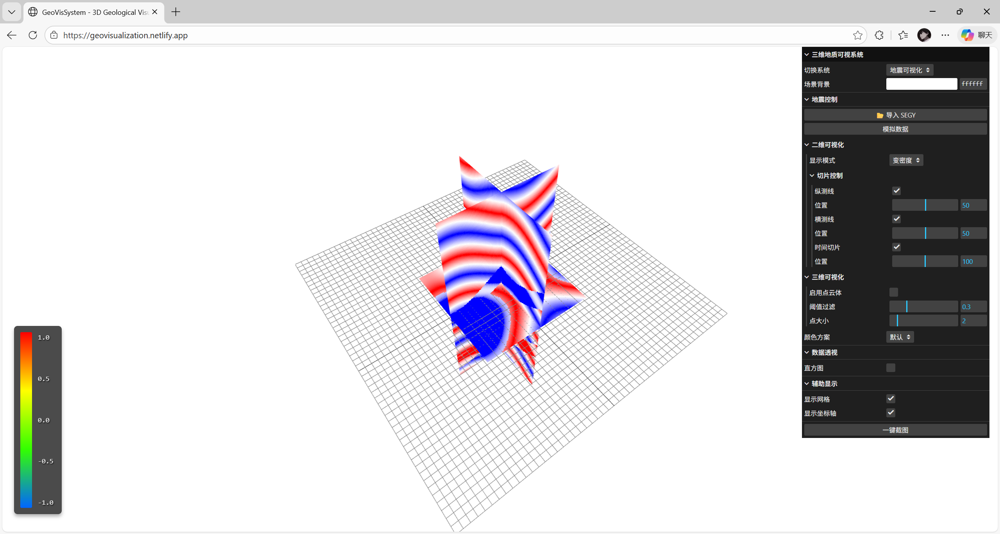 GeoVisSystem - 3D Geological Vis
https://geovisualization.netlify.app
聊天
三维地质可视系统
切换系统 地震可视化
场景背景 ffffff
地震控制
导入 SEGY
模拟数据
二维可视化
显示模式 变密度
切片控制
纵测线
位置 50
横测线
位置 50
时间切片
位置 100
三维可视化
启用点云体
阈值过滤 0.3
点大小 2
颜色方案 默认
数据透视
直方图
辅助显示
显示网格
显示坐标轴
一键截图
1.0
0.5
0.0
-0.5
-1.0